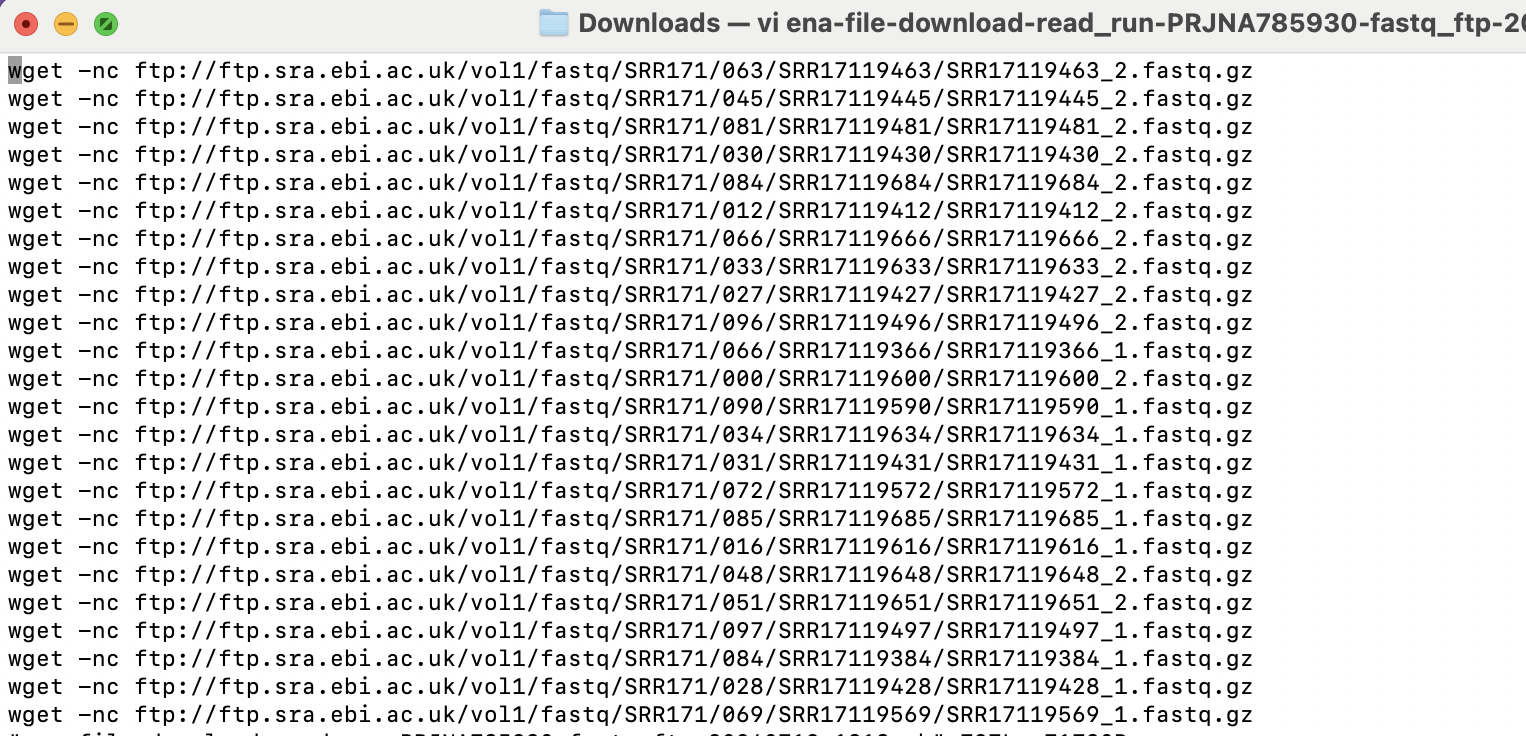 Downloads — vi ena-file-download-read_run-PRJNA785930-fastq_ftp-20
wget -nc ftp://ftp.sra.ebi.ac.uk/vol1/fastq/SRR171/063/SRR17119463/SRR17119463_2.fastq.gz
wget -nc ftp://ftp.sra.ebi.ac.uk/vol1/fastq/SRR171/045/SRR17119445/SRR17119445_2.fastq.gz
wget -nc ftp://ftp.sra.ebi.ac.uk/vol1/fastq/SRR171/081/SRR17119481/SRR17119481_2.fastq.gz
wget -nc ftp://ftp.sra.ebi.ac.uk/vol1/fastq/SRR171/030/SRR17119430/SRR17119430_2.fastq.gz
wget -nc ftp://ftp.sra.ebi.ac.uk/vol1/fastq/SRR171/084/SRR17119684/SRR17119684_2.fastq.gz
wget -nc ftp://ftp.sra.ebi.ac.uk/vol1/fastq/SRR171/012/SRR17119412/SRR17119412_2.fastq.gz
wget -nc ftp://ftp.sra.ebi.ac.uk/vol1/fastq/SRR171/066/SRR17119666/SRR17119666_2.fastq.gz
wget -nc ftp://ftp.sra.ebi.ac.uk/vol1/fastq/SRR171/033/SRR17119633/SRR17119633_2.fastq.gz
wget -nc ftp://ftp.sra.ebi.ac.uk/vol1/fastq/SRR171/027/SRR17119427/SRR17119427_2.fastq.gz
wget -nc ftp://ftp.sra.ebi.ac.uk/vol1/fastq/SRR171/096/SRR17119496/SRR17119496_2.fastq.gz
wget -nc ftp://ftp.sra.ebi.ac.uk/vol1/fastq/SRR171/066/SRR17119366/SRR17119366_1.fastq.gz
wget -nc ftp://ftp.sra.ebi.ac.uk/vol1/fastq/SRR171/000/SRR17119600/SRR17119600_2.fastq.gz
wget -nc ftp://ftp.sra.ebi.ac.uk/vol1/fastq/SRR171/090/SRR17119590/SRR17119590_1.fastq.gz
wget -nc ftp://ftp.sra.ebi.ac.uk/vol1/fastq/SRR171/034/SRR17119634/SRR17119634_1.fastq.gz
wget -nc ftp://ftp.sra.ebi.ac.uk/vol1/fastq/SRR171/031/SRR17119431/SRR17119431_1.fastq.gz
wget -nc ftp://ftp.sra.ebi.ac.uk/vol1/fastq/SRR171/072/SRR17119572/SRR17119572_1.fastq.gz
wget -nc ftp://ftp.sra.ebi.ac.uk/vol1/fastq/SRR171/085/SRR17119685/SRR17119685_1.fastq.gz
wget -nc ftp://ftp.sra.ebi.ac.uk/vol1/fastq/SRR171/016/SRR17119616/SRR17119616_1.fastq.gz
wget -nc ftp://ftp.sra.ebi.ac.uk/vol1/fastq/SRR171/048/SRR17119648/SRR17119648_2.fastq.gz
wget -nc ftp://ftp.sra.ebi.ac.uk/vol1/fastq/SRR171/051/SRR17119651/SRR17119651_2.fastq.gz
wget -nc ftp://ftp.sra.ebi.ac.uk/vol1/fastq/SRR171/097/SRR17119497/SRR17119497_1.fastq.gz
wget -nc ftp://ftp.sra.ebi.ac.uk/vol1/fastq/SRR171/084/SRR17119384/SRR17119384_1.fastq.gz
wget -nc ftp://ftp.sra.ebi.ac.uk/vol1/fastq/SRR171/028/SRR17119428/SRR17119428_1.fastq.gz
wget -nc ftp://ftp.sra.ebi.ac.uk/vol1/fastq/SRR171/069/SRR17119569/SRR17119569_1.fastq.gz